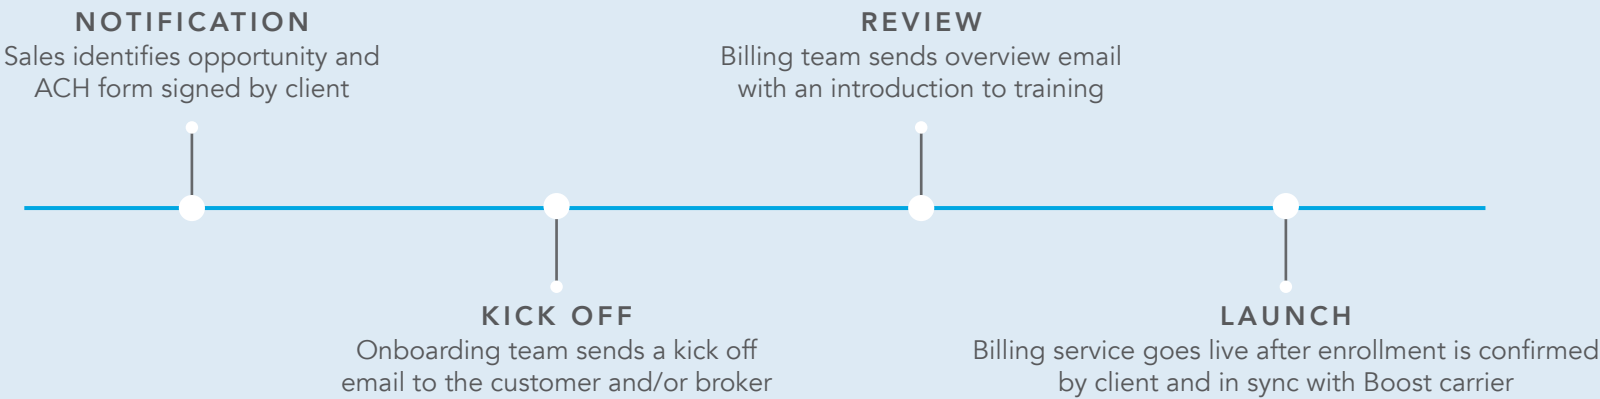 NOTIFICATION
Sales identifies opportunity and
ACH form signed by client
KICK OFF
Onboarding team sends a kick off
email to the customer and/or broker
REVIEW
Billing team sends overview email
with an introduction to training
LAUNCH
Billing service goes live after enrollment is confirmed
by client and in sync with Boost carrier